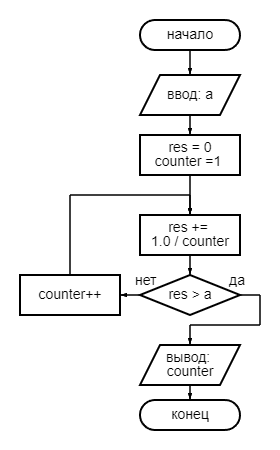 начало
ввод: a
res = 0
counter =1
res +=
1.0 / counter
нет
да
res > a
counter++
вывод:
counter
конец